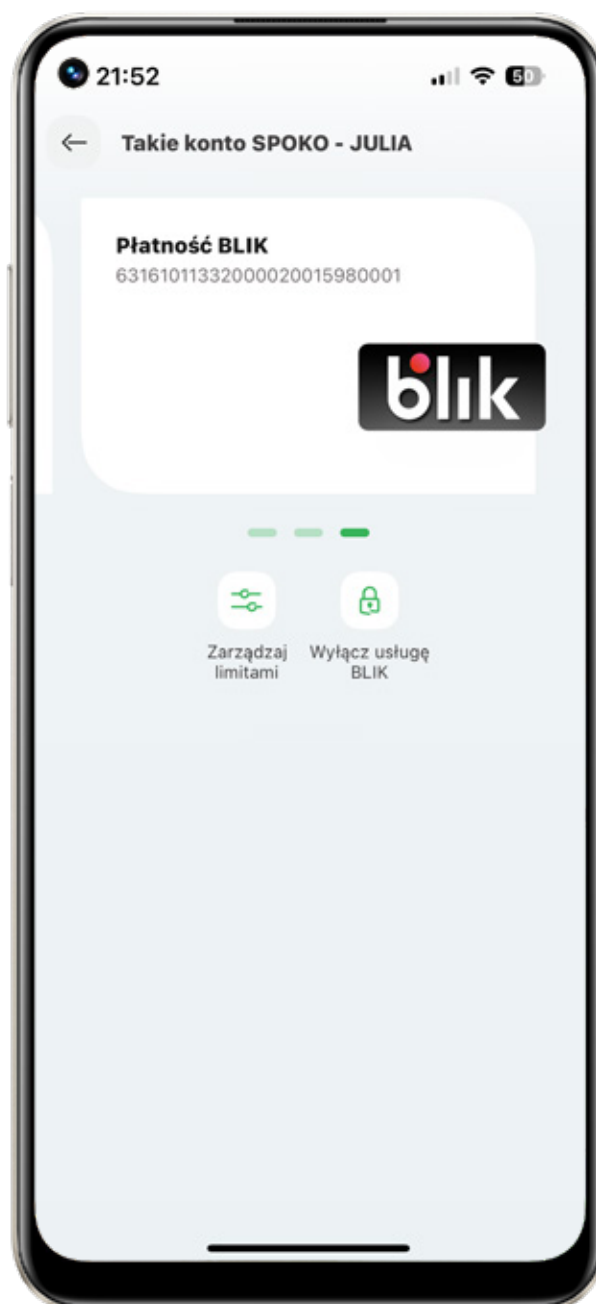 21:52
50
Takie konto SPOKO - JULIA
Płatność BLIK
63161011332000020015980001
blik
Zarządzaj
limitami
Wyłącz usługę
BLIK